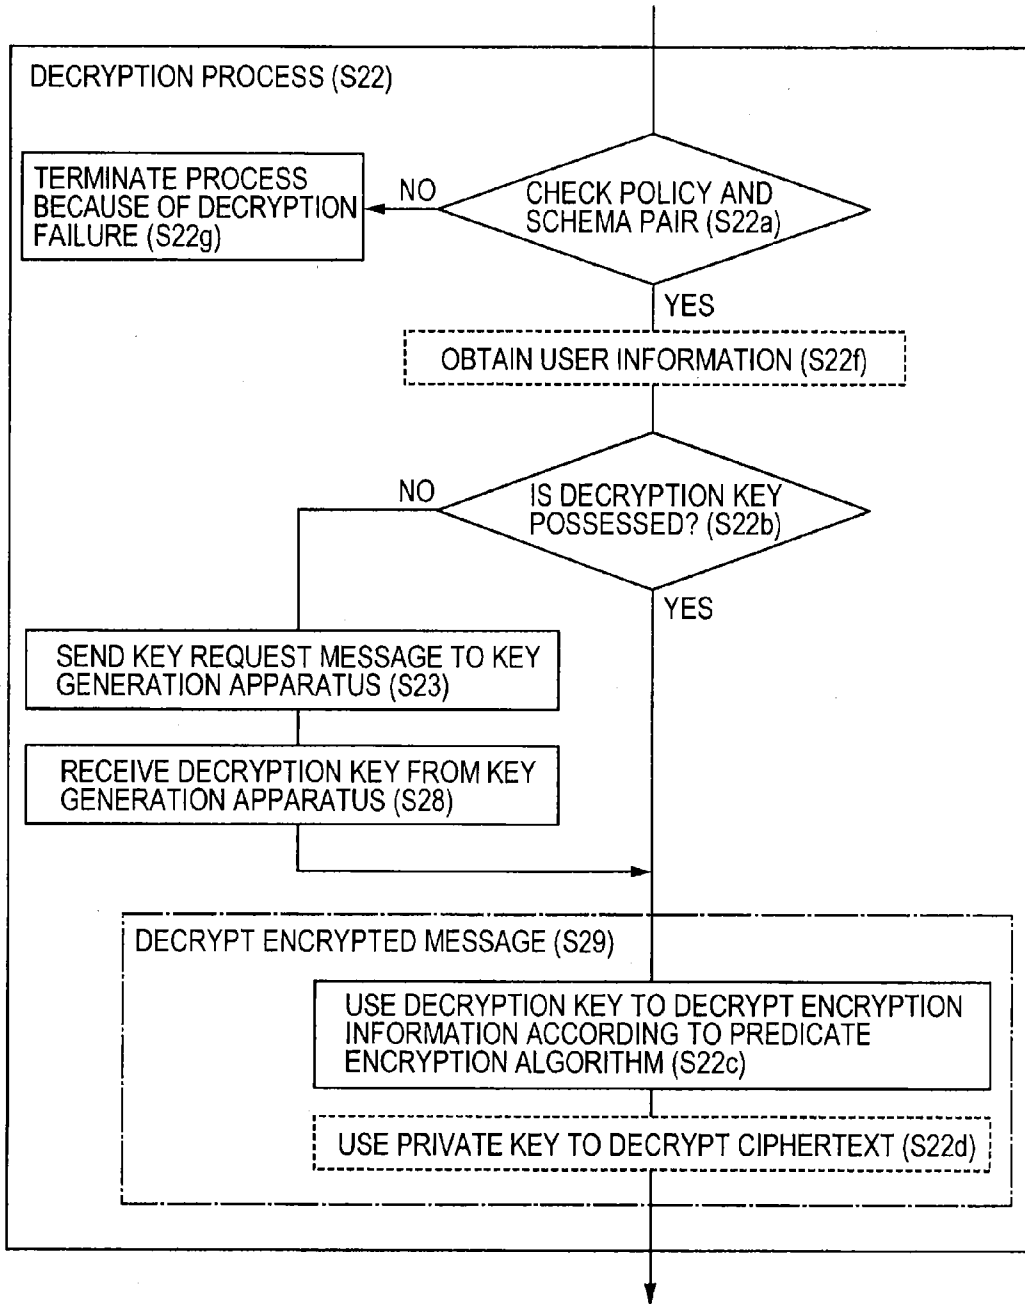 DECRYPTION PROCESS (S22)
TERMINATE PROCESS
BECAUSE OF DECRYPTION
FAILURE (S22g)
NO
CHECK POLICY AND
SCHEMA PAIR (S22a)
YES
OBTAIN USER INFORMATION (S22f)
NO
IS DECRYPTION KEY
POSSESSED? (S22b)
YES
SEND KEY REQUEST MESSAGE TO KEY
GENERATION APPARATUS (S23)
RECEIVE DECRYPTION KEY FROM KEY
GENERATION APPARATUS (S28)
DECRYPT ENCRYPTED MESSAGE (S29)
USE DECRYPTION KEY TO DECRYPT ENCRYPTION
INFORMATION ACCORDING TO PREDICATE
ENCRYPTION ALGORITHM (S22c)
USE PRIVATE KEY TO DECRYPT CIPHERTEXT (S22d)